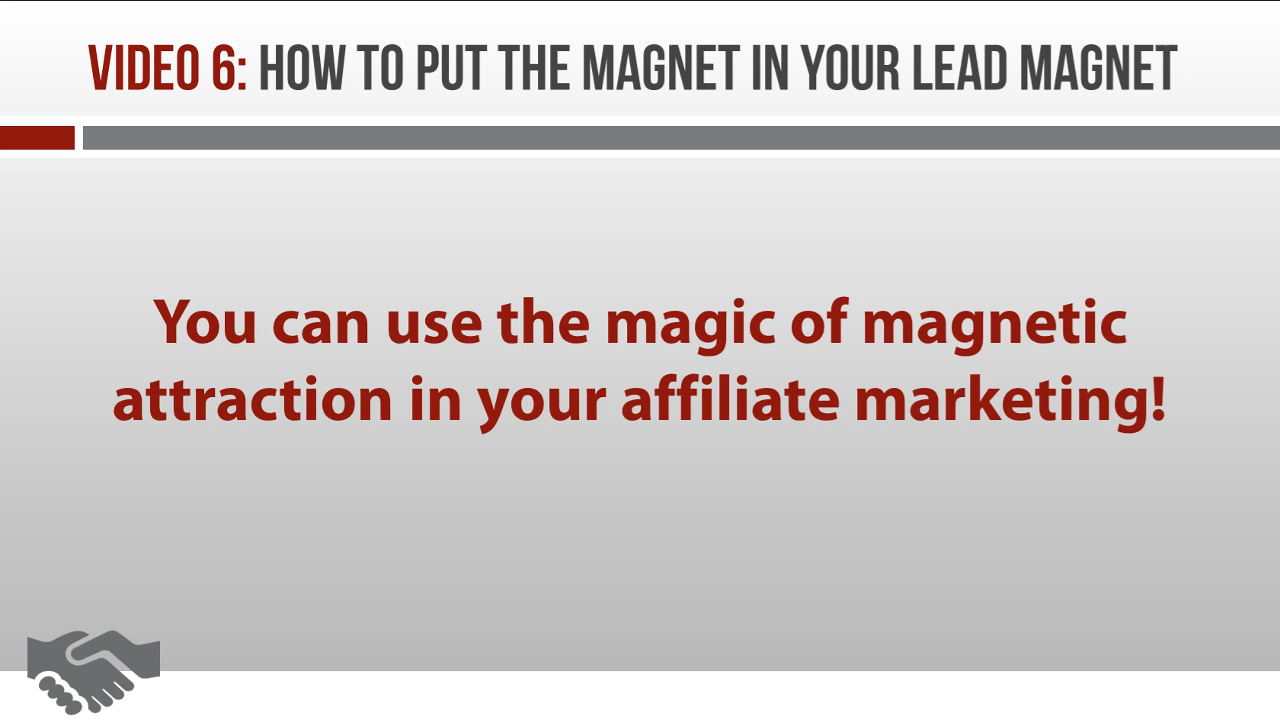 VIDEO 6: HOW TO PUT THE MAGNET IN YOUR LEAD MAGNET
You can use the magic of magnetic
attraction in your affiliate marketing!